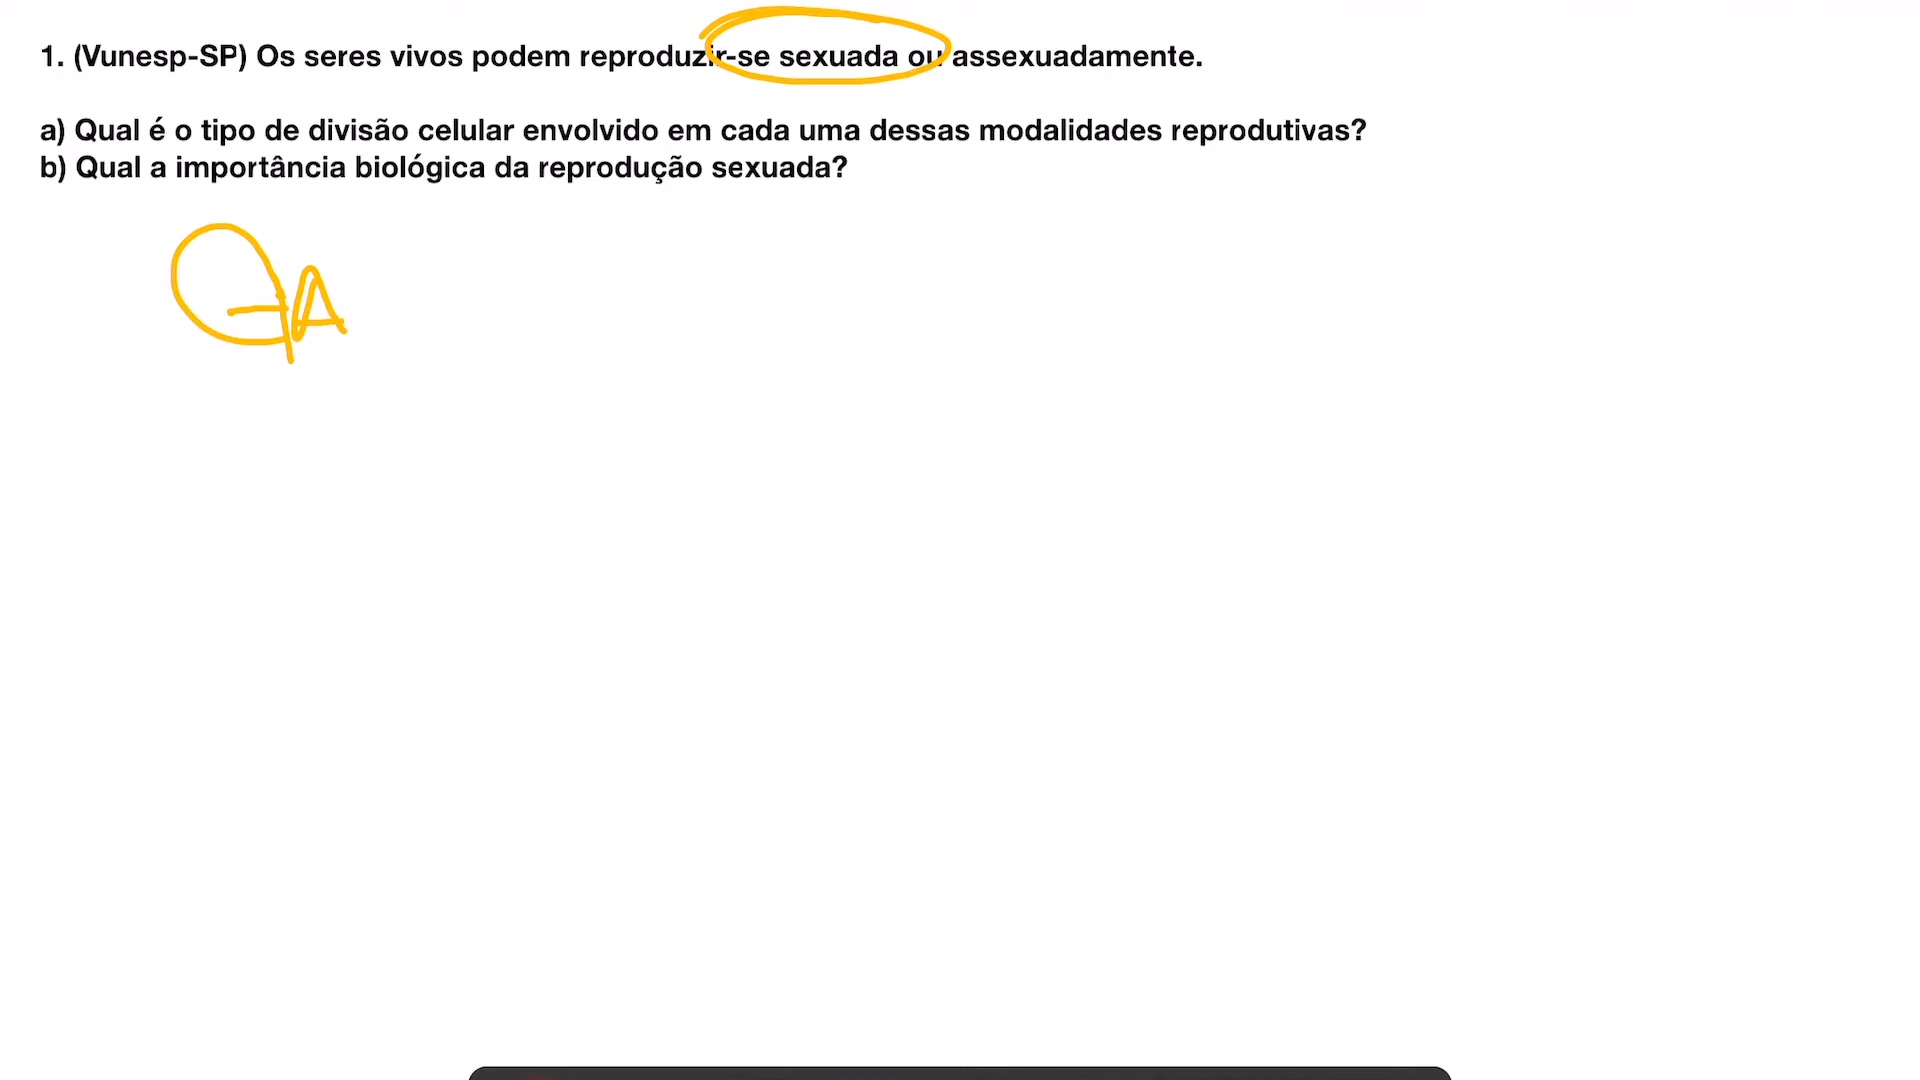 1. (Vunesp-SP) Os seres vivos podem reproduzir-se sexuada ou assexuadamente.
a) Qual é o tipo de divisão celular envolvido em cada uma dessas modalidades reprodutivas?
b) Qual a importância biológica da reprodução sexuada?